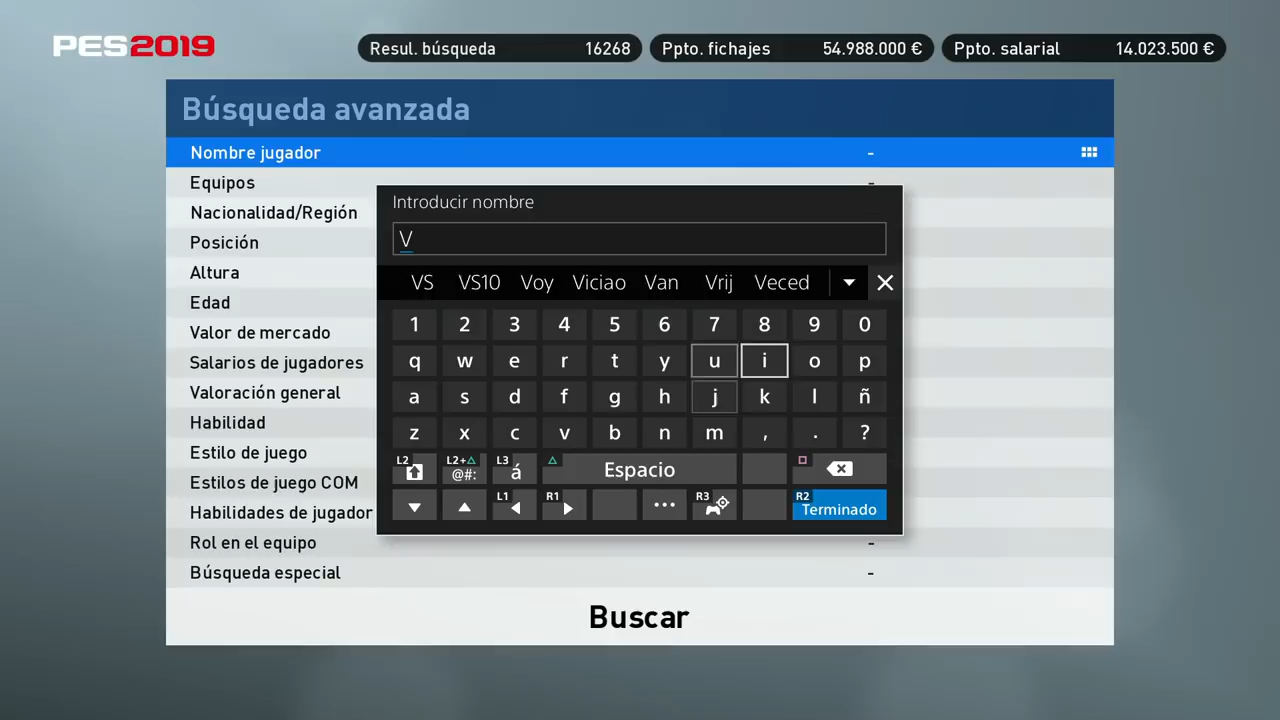 PES2019
Resul. búsqueda 16268
Ppto. fichajes 54.988.000 €
Ppto. salarial 14.023.500 €
Búsqueda avanzada
Nombre jugador -
Equipos -
Nacionalidad/Región
Posición
Altura
Edad
Valor de mercado
Salarios de jugadores
Valoración general
Habilidad
Estilo de juego
Estilos de juego COM
Habilidades de jugador
Rol en el equipo -
Búsqueda especial -
Buscar
Introducir nombre
V
VS VS10 Voy Viciao Van Vrij Veced
1 2 3 4 5 6 7 8 9 0
q w e r t y u i o p
a s d f g h j k l ñ
z x c v b n m , . ?
L2 L2+△ @#: L3 á △ Espacio □
L1 R1 ... R3 R2 Terminado